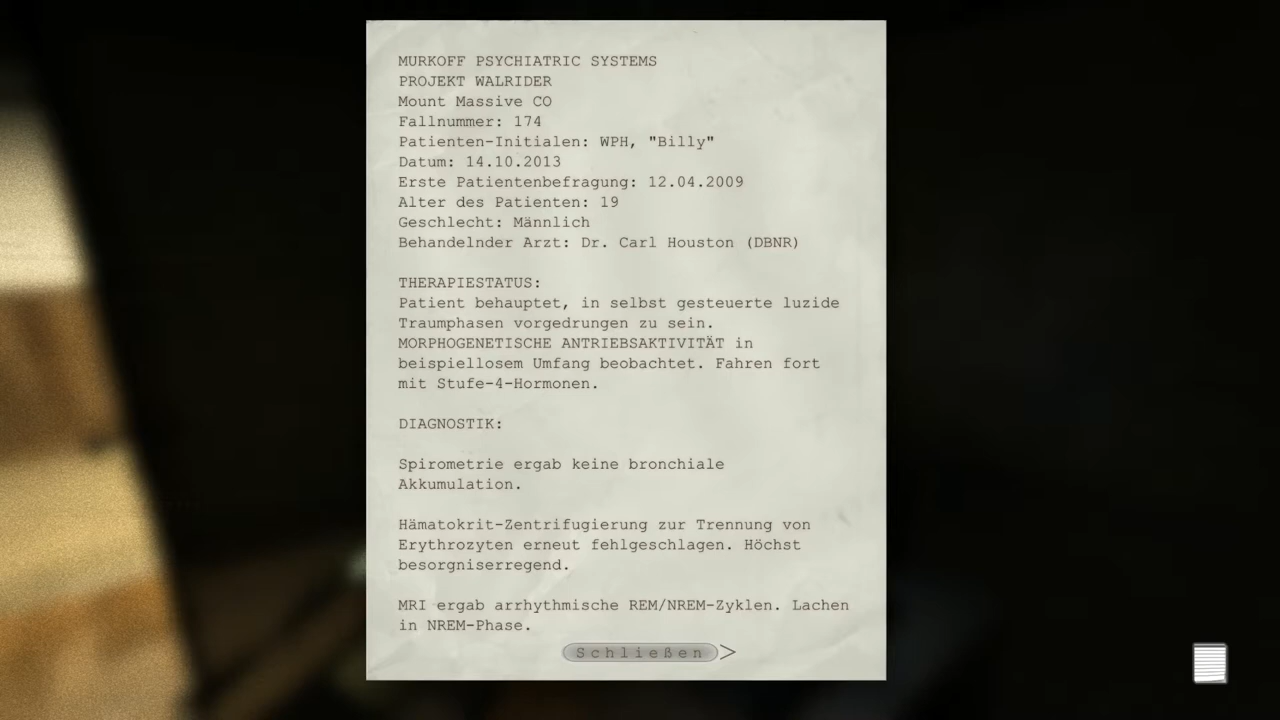 MURKOFF PSYCHIATRIC SYSTEMS
PROJEKT WALRIDER
Mount Massive CO
Fallnummer: 174
Patienten-Initialen: WPH, "Billy"
Datum: 14.10.2013
Erste Patientenbefragung: 12.04.2009
Alter des Patienten: 19
Geschlecht: Männlich
Behandelnder Arzt: Dr. Carl Houston (DBNR)
THERAPIESTATUS:
Patient behauptet, in selbst gesteuerte luzide
Traumphasen vorgedrungen zu sein.
MORPHOGENETISCHE ANTRIEBSAKTIVITÄT in
beispiellosem Umfang beobachtet. Fahren fort
mit Stufe-4-Hormonen.
DIAGNOSTIK:
Spirometrie ergab keine bronchiale
Akkumulation.
Hämatokrit-Zentrifugierung zur Trennung von
Erythrozyten erneut fehlgeschlagen. Höchst
besorgniserregend.
MRI ergab arrhythmische REM/NREM-Zyklen. Lachen
in NREM-Phase.
Schließen >